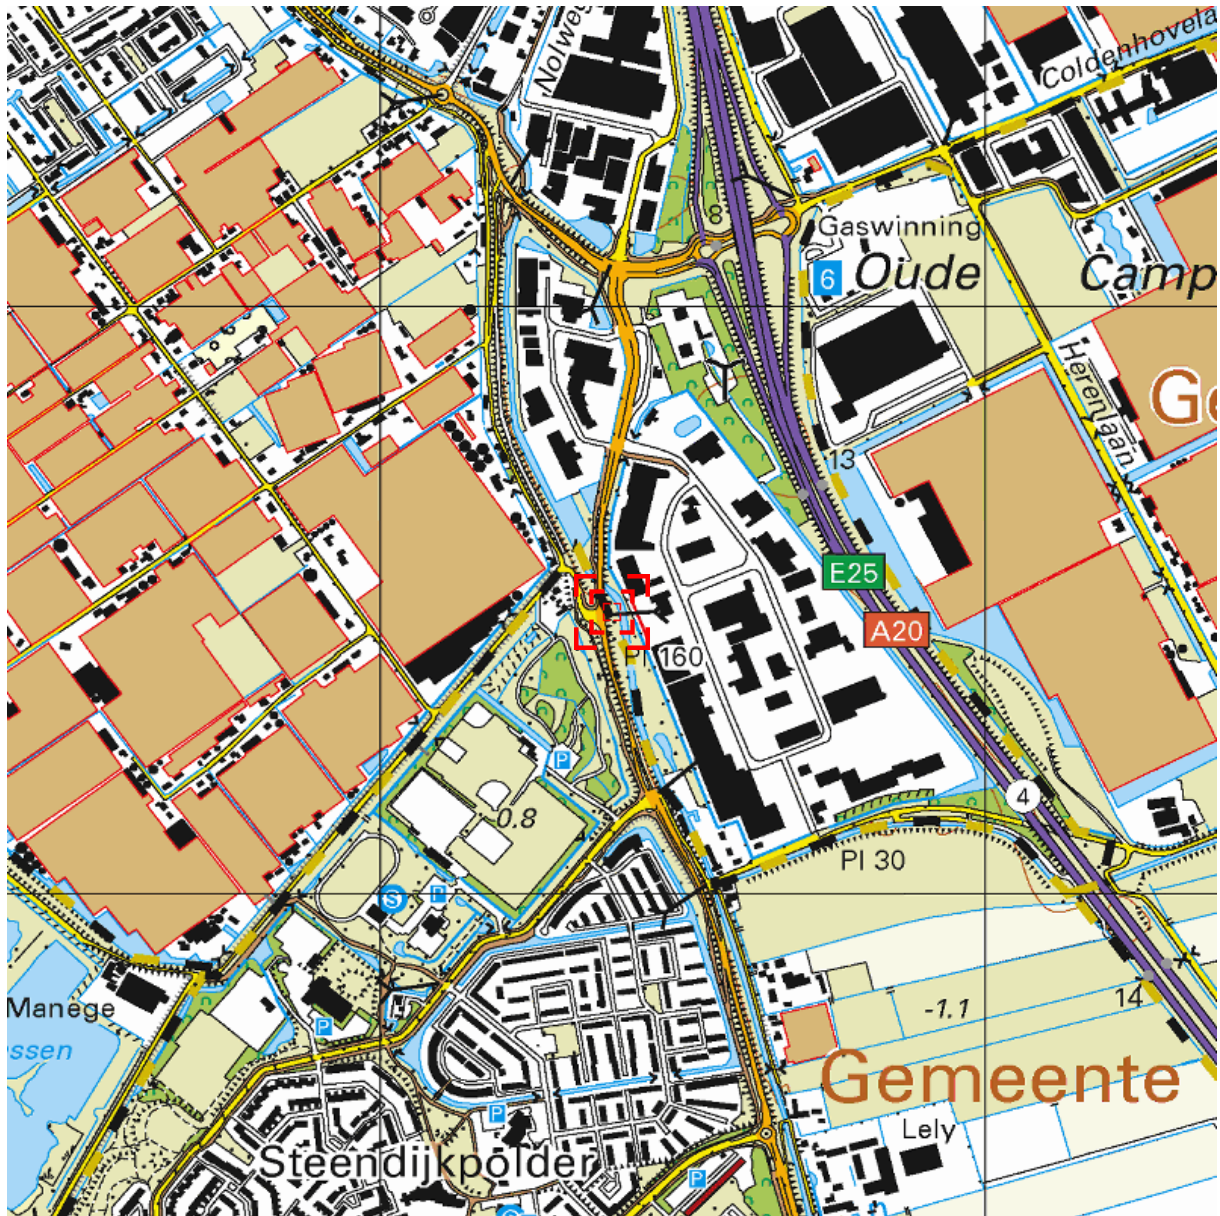 Nolweg
Coldenhovela
8
Gaswinning
6
Oude
Camp
Herenlaan
Ge
13
E25
A20
Pl 160
P
4
-0.8
Pl 30
S
P
14
-1.1
Manege
ssen
P
Gemeente
P
Lely
Steendijkpolder
P